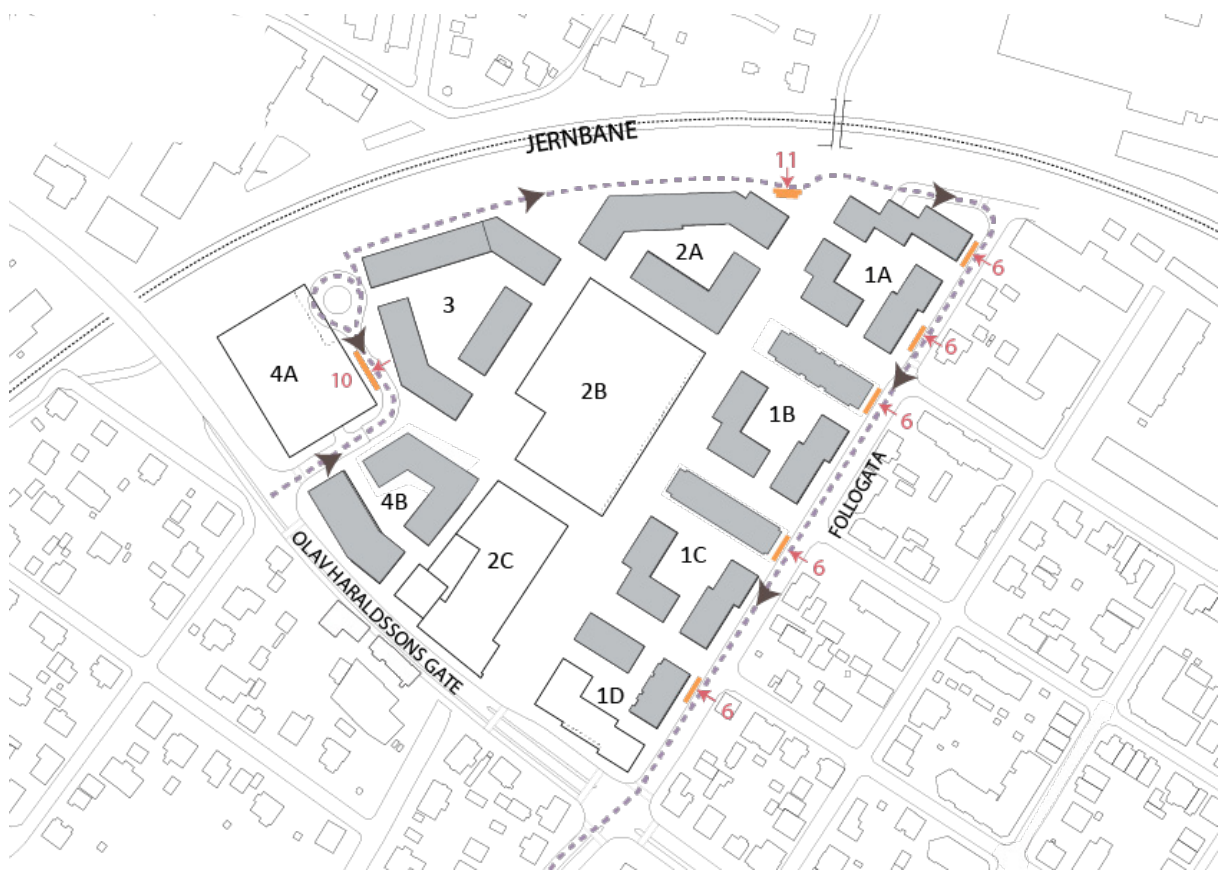 JERNBANE
11
2A
1A
6
3
6
4A
10
2B
6
1B
4B
FOLLOGATA
2C
1C
6
OLAV HARALDSSONS GATE
1D
6